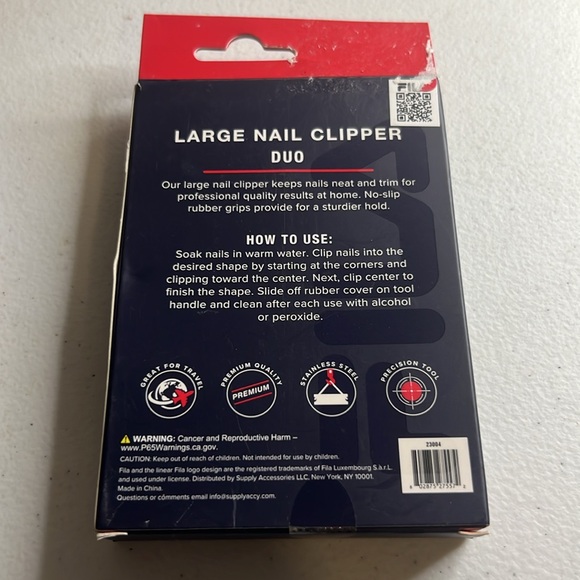 FILA
LARGE NAIL CLIPPER
DUO
Our large nail clipper keeps nails neat and trim for
professional quality results at home. No-slip
rubber grips provide for a sturdier hold.
HOW TO USE:
Soak nails in warm water. Clip nails into the
desired shape by starting at the corners and
clipping toward the center. Next, clip center to
finish the shape. Slide off rubber cover on tool
handle and clean after each use with alcohol
or peroxide.
GREAT FOR TRAVEL
PREMIUM QUALITY
PREMIUM
STAINLESS STEEL
PRECISION TOOL
WARNING: Cancer and Reproductive Harm –
www.P65Warnings.ca.gov.
CAUTION: Keep out of reach of children. Not intended for use by children.
Fila and the linear Fila logo design are the registered trademarks of Fila Luxembourg S.à.r.L.
and used under license. Distributed by Supply Accessories LLC. New York, NY 10001.
Made in China.
Questions or cómments email info@supplyaccy.com
23004